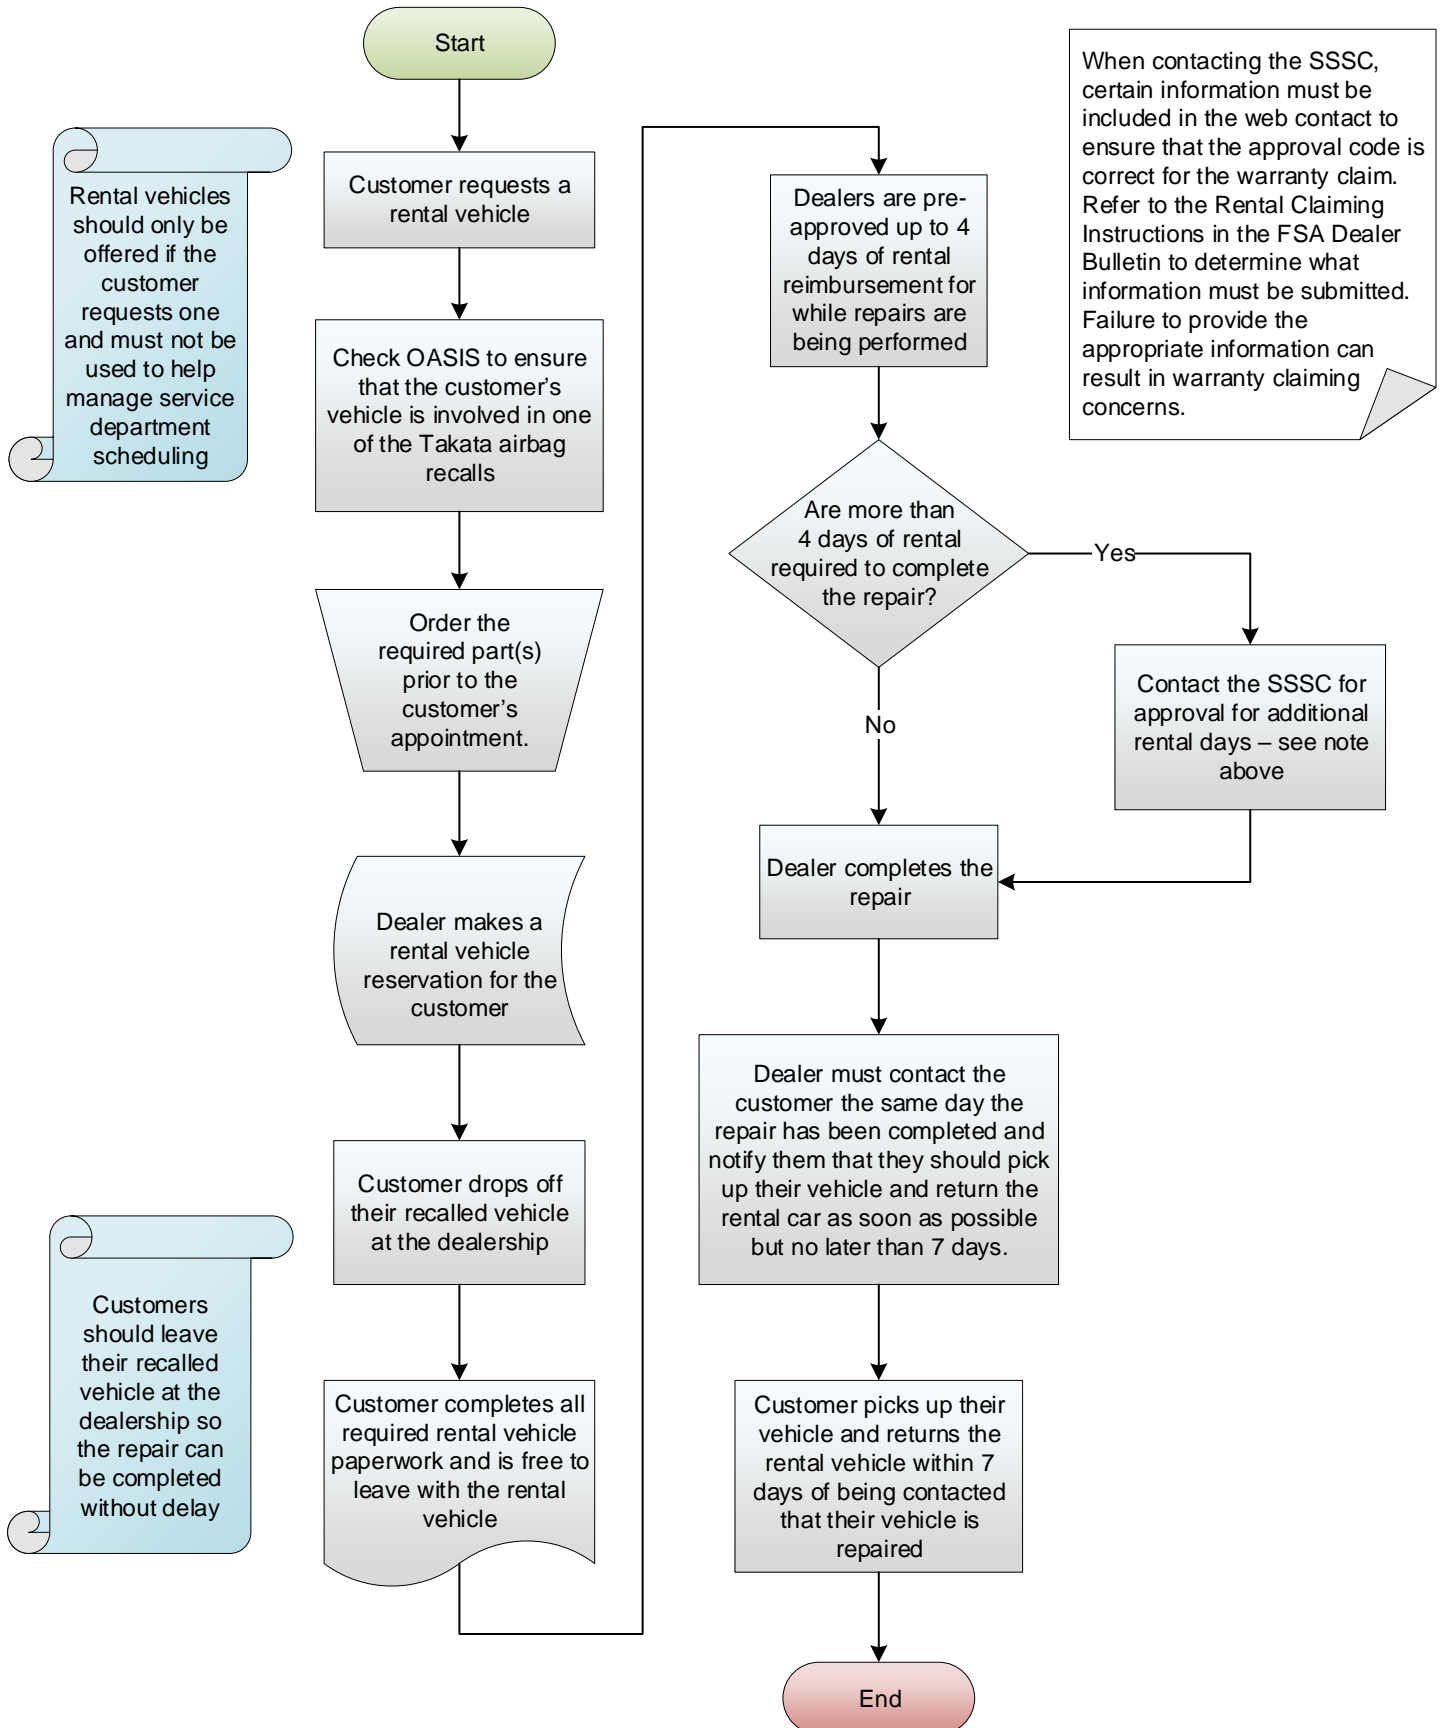 Start
Rental vehicles
should only be
offered if the
customer
requests one
and must not be
used to help
manage service
department
scheduling
Customer requests a
rental vehicle
Check OASIS to ensure
that the customer’s
vehicle is involved in one
of the Takata airbag
recalls
Order the
required part(s)
prior to the
customer’s
appointment.
Dealer makes a
rental vehicle
reservation for the
customer
Customer drops off
their recalled vehicle
at the dealership
Customers
should leave
their recalled
vehicle at the
dealership so
the repair can
be completed
without delay
Customer completes all
required rental vehicle
paperwork and is free to
leave with the rental
vehicle
Dealers are pre-
approved up to 4
days of rental
reimbursement for
while repairs are
being performed
When contacting the SSSC,
certain information must be
included in the web contact to
ensure that the approval code is
correct for the warranty claim.
Refer to the Rental Claiming
Instructions in the FSA Dealer
Bulletin to determine what
information must be submitted.
Failure to provide the
appropriate information can
result in warranty claiming
concerns.
Are more than
4 days of rental
required to complete
the repair?
Yes
Contact the SSSC for
approval for additional
rental days – see note
above
No
Dealer completes the
repair
Dealer must contact the
customer the same day the
repair has been completed and
notify them that they should pick
up their vehicle and return the
rental car as soon as possible
but no later than 7 days.
Customer picks up their
vehicle and returns the
rental vehicle within 7
days of being contacted
that their vehicle is
repaired
End